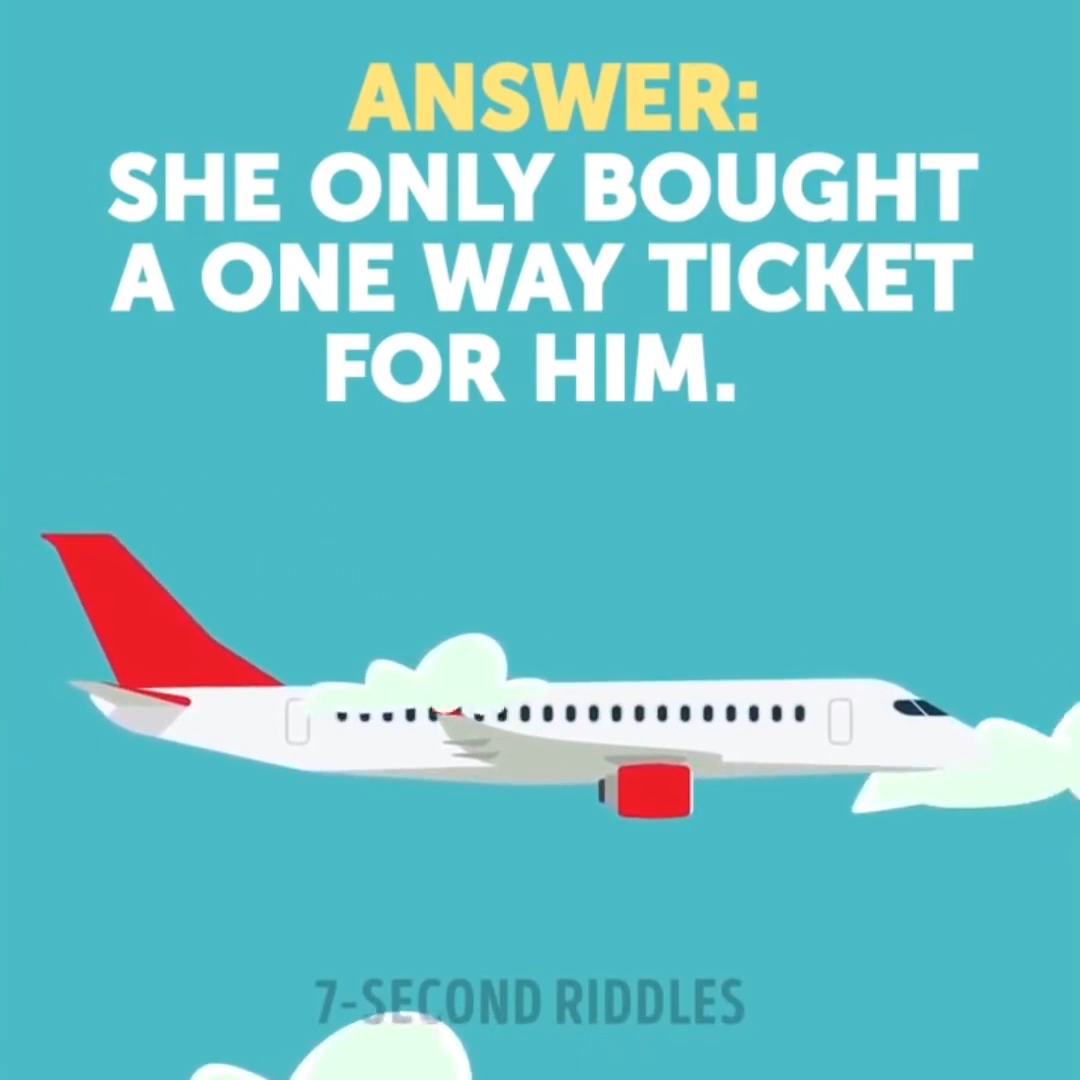 ANSWER:
SHE ONLY BOUGHT
A ONE WAY TICKET
FOR HIM.
7-SECOND RIDDLES